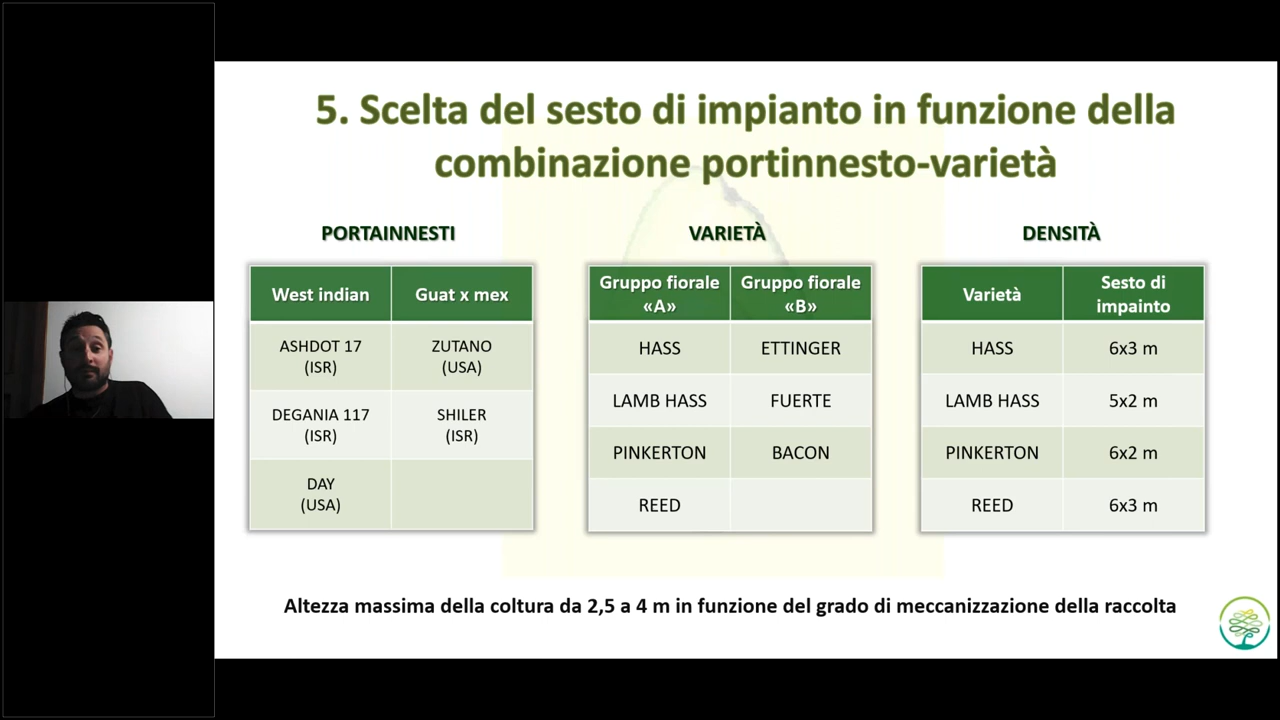 5. Scelta del sesto di impianto in funzione della
combinazione portinnesto-varietà
PORTAINNESTI
West indian Guat x mex
ASHDOT 17
(ISR)
ZUTANO
(USA)
DEGANIA 117
(ISR)
SHILER
(ISR)
DAY
(USA)
VARIETÀ
Gruppo fiorale
«A»
Gruppo fiorale
«B»
HASS ETTINGER
LAMB HASS FUERTE
PINKERTON BACON
REED
DENSITÀ
Varietà
Sesto di
impainto
HASS 6x3 m
LAMB HASS 5x2 m
PINKERTON 6x2 m
REED 6x3 m
Altezza massima della coltura da 2,5 a 4 m in funzione del grado di meccanizzazione della raccolta